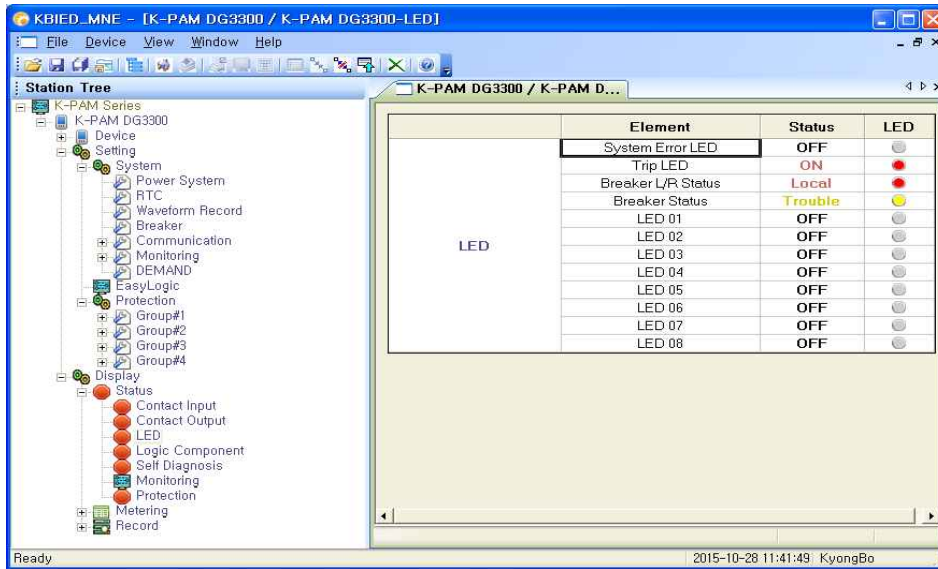 KBIED_MNE - [K-PAM DG3300 / K-PAM DG3300-LED]
File Device View Window Help
Station Tree
K-PAM Series
K-PAM DG3300
Device
Setting
System
Power System
RTC
Waveform Record
Breaker
Communication
Monitoring
DEMAND
EasyLogic
Protection
Group#1
Group#2
Group#3
Group#4
Display
Status
Contact Input
Contact Output
LED
Logic Component
Self Diagnosis
Monitoring
Protection
Metering
Record
K-PAM DG3300 / K-PAM D...
Element Status LED
LED
System Error LED OFF
Trip LED ON
Breaker L/R Status Local
Breaker Status Trouble
LED 01 OFF
LED 02 OFF
LED 03 OFF
LED 04 OFF
LED 05 OFF
LED 06 OFF
LED 07 OFF
LED 08 OFF
Ready 2015-10-28 11:41:49 KyongBo